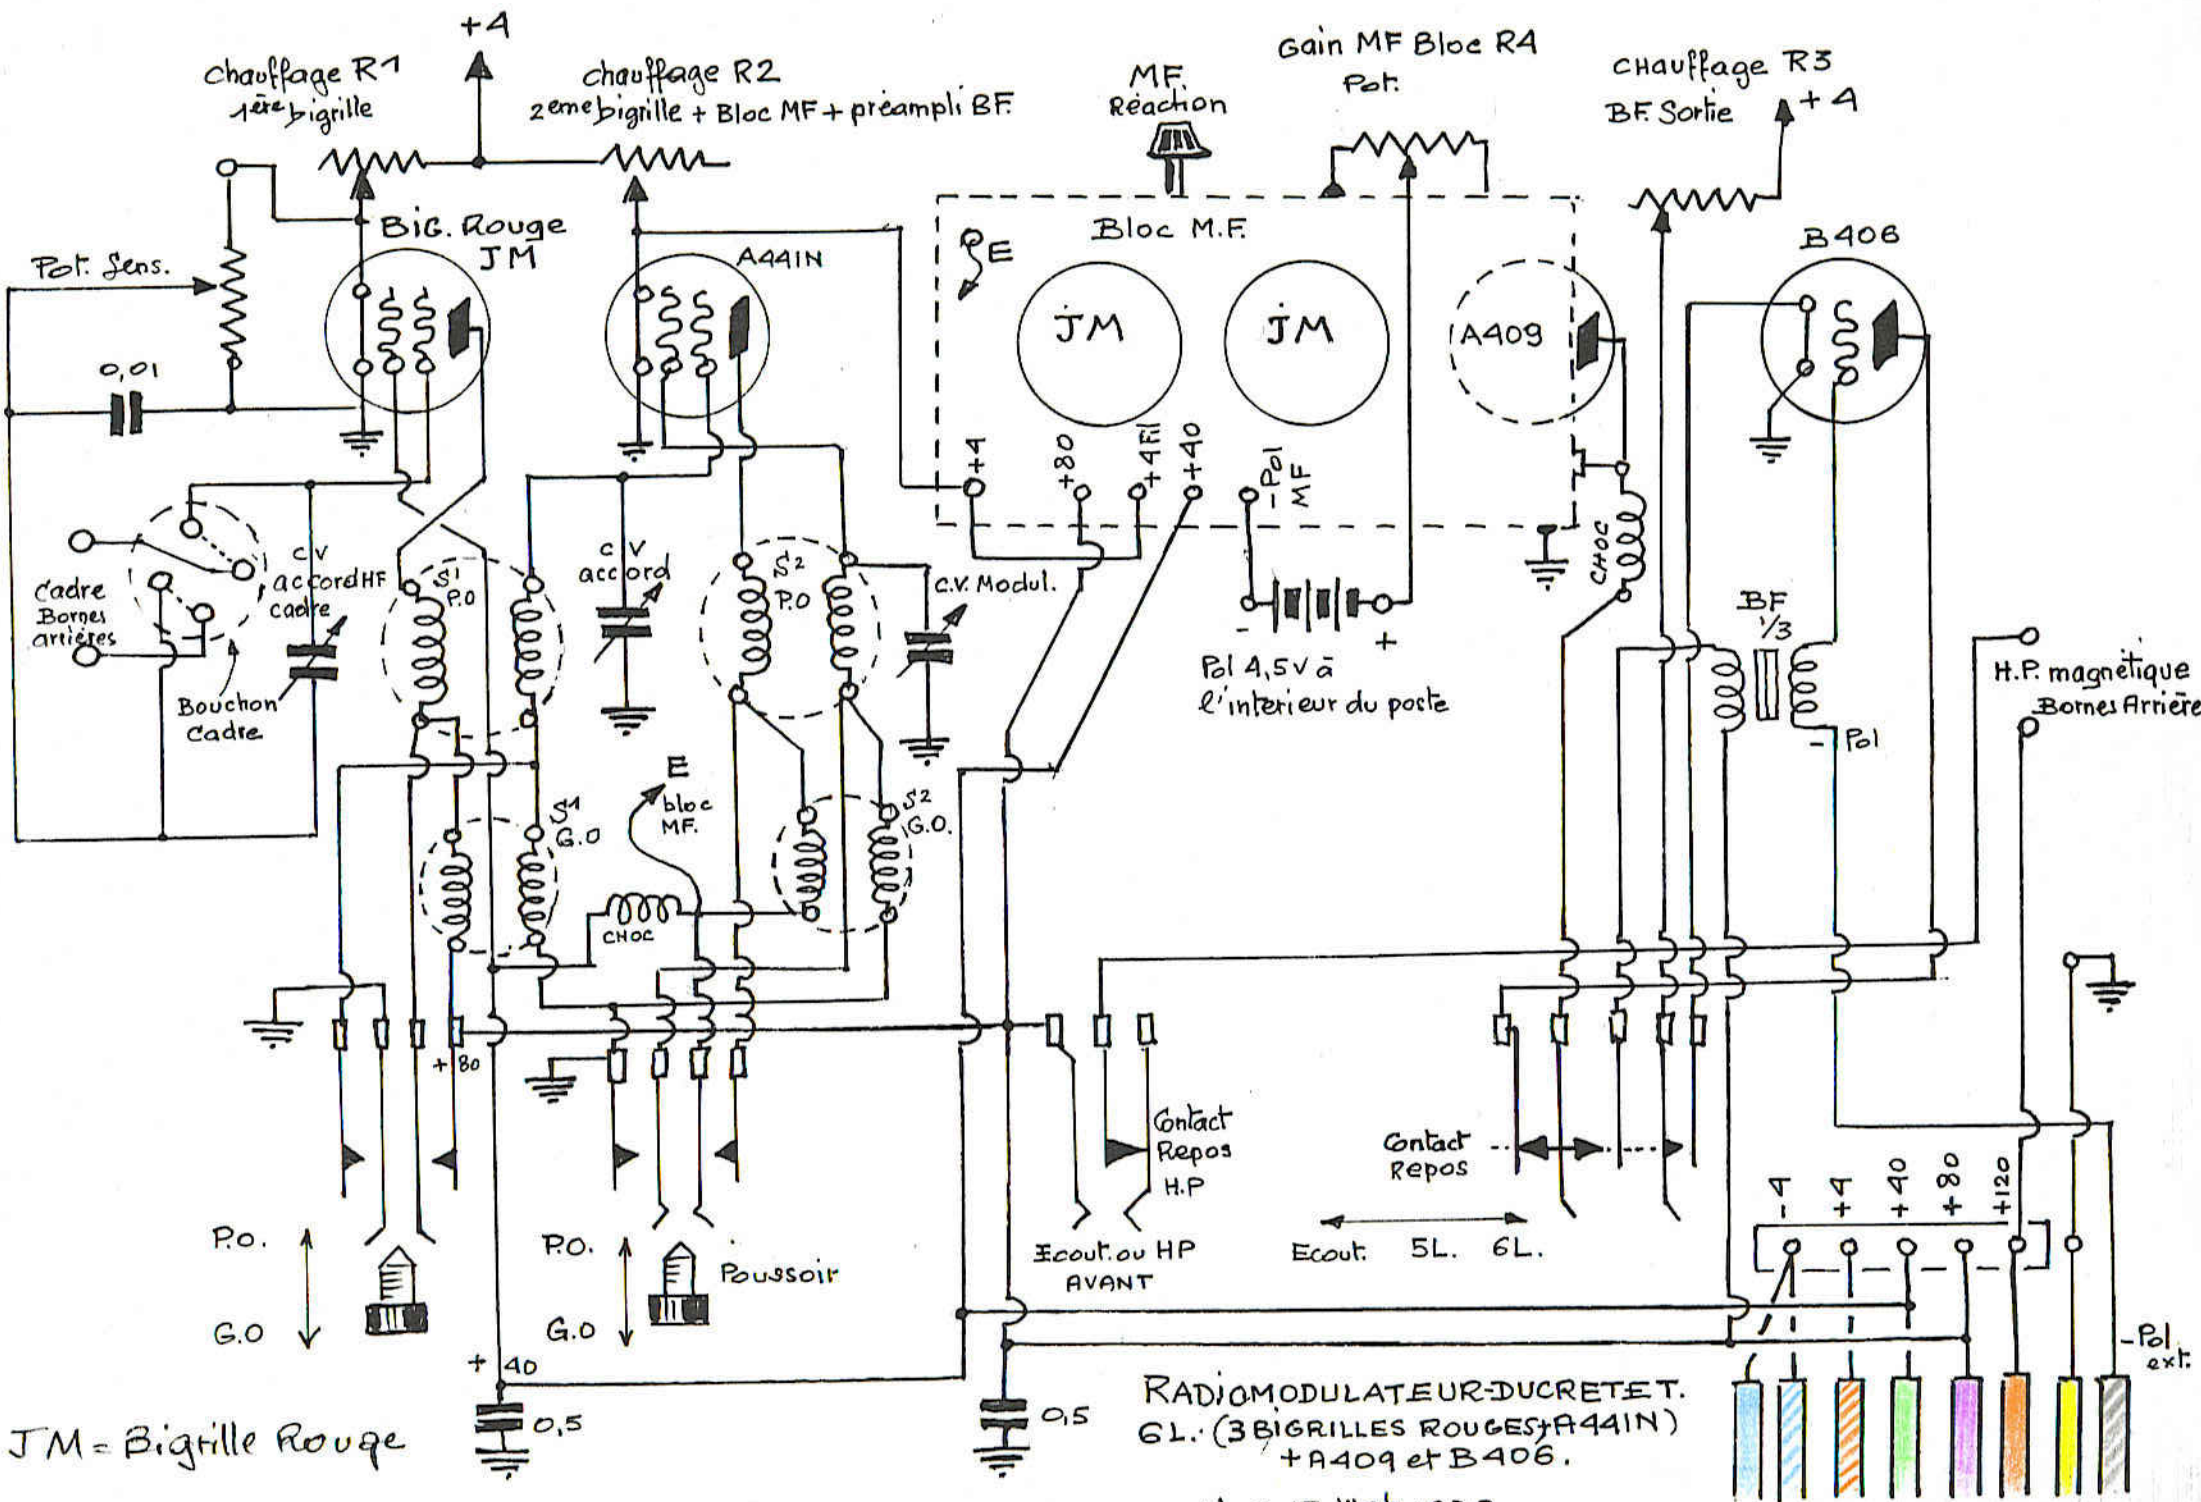 +4
Chauffage R1
1ère bigrille
Chauffage R2
2eme bigrille + Bloc MF + préampli BF.
MF.
Réaction
Gain MF Bloc R4
Pot.
CHauffage R3
BF. Sortie
+4
Pot. Sens.
BiG. Rouge
JM
A441N
E
Bloc M.F.
JM
JM
A409
B406
0,01
+4
+80
+4Fil
+40
-Pol
MF
CHOC
Cadre
Bornes
arrières
CV
accord HF
cadre
Bouchon
Cadre
S1
P.O
CV
accord
S2
P.O
C.V. Modul.
-
+
Pol 4,5V à
l'interieur du poste
BF
1/3
- Pol
H.P. magnétique
Bornes Arrière
E
bloc
MF.
S1
G.O
S2
G.O.
CHOC
+80
Contact
Repos
H.P
Contact
Repos
-4
+4
+40
+80
+120
P.O.
G.O
P.O.
G.O
Poussoir
Ecout. ou HP
AVANT
Ecout. 5L. 6L.
-Pol
ext.
+ 40
0,5
0,5
JM = Bigrille Rouge
RADIOMODULATEUR-DUCRETET.
6L. (3 BIGRILLES ROUGES + A441N)
+ A409 et B406.